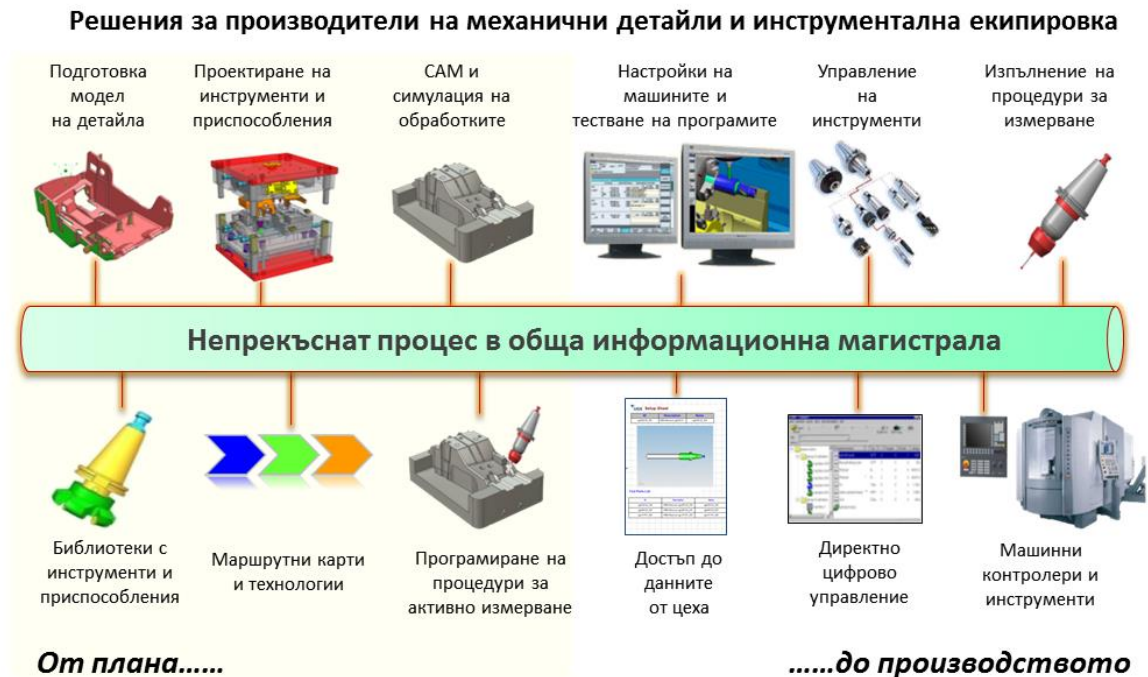 Решения за производители на механични детайли и инструментална екипировка
Подготовка
модел
на детайла
Проектиране на
инструменти и
приспособления
САМ и
симулация на
обработките
Настройки на
машините и
тестване на програмите
Управление
на
инструменти
Изпълнение на
процедури за
измерване
Непрекъснат процес в обща информационна магистрала
Setup Sheet
Библиотеки с
инструменти и
приспособления
Маршрутни карти
и технологии
Програмиране на
процедури за
активно измерване
Достъп до
данните
от цеха
Директно
цифрово
управление
Машинни
контролери и
инструменти
От плана......
......до производството